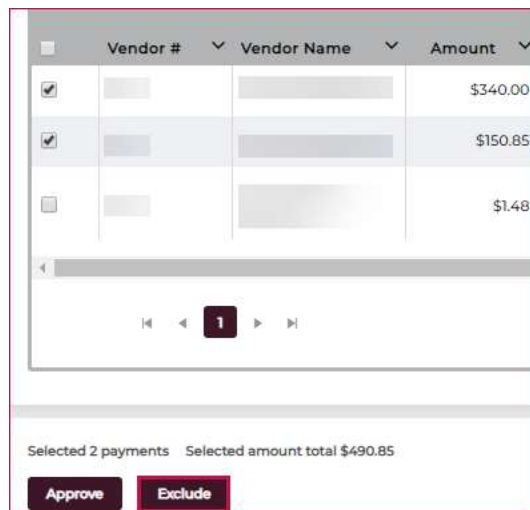 Vendor # Vendor Name Amount
$340.00
$150.85
$1.48
1
Selected 2 payments Selected amount total $490.85
Approve Exclude